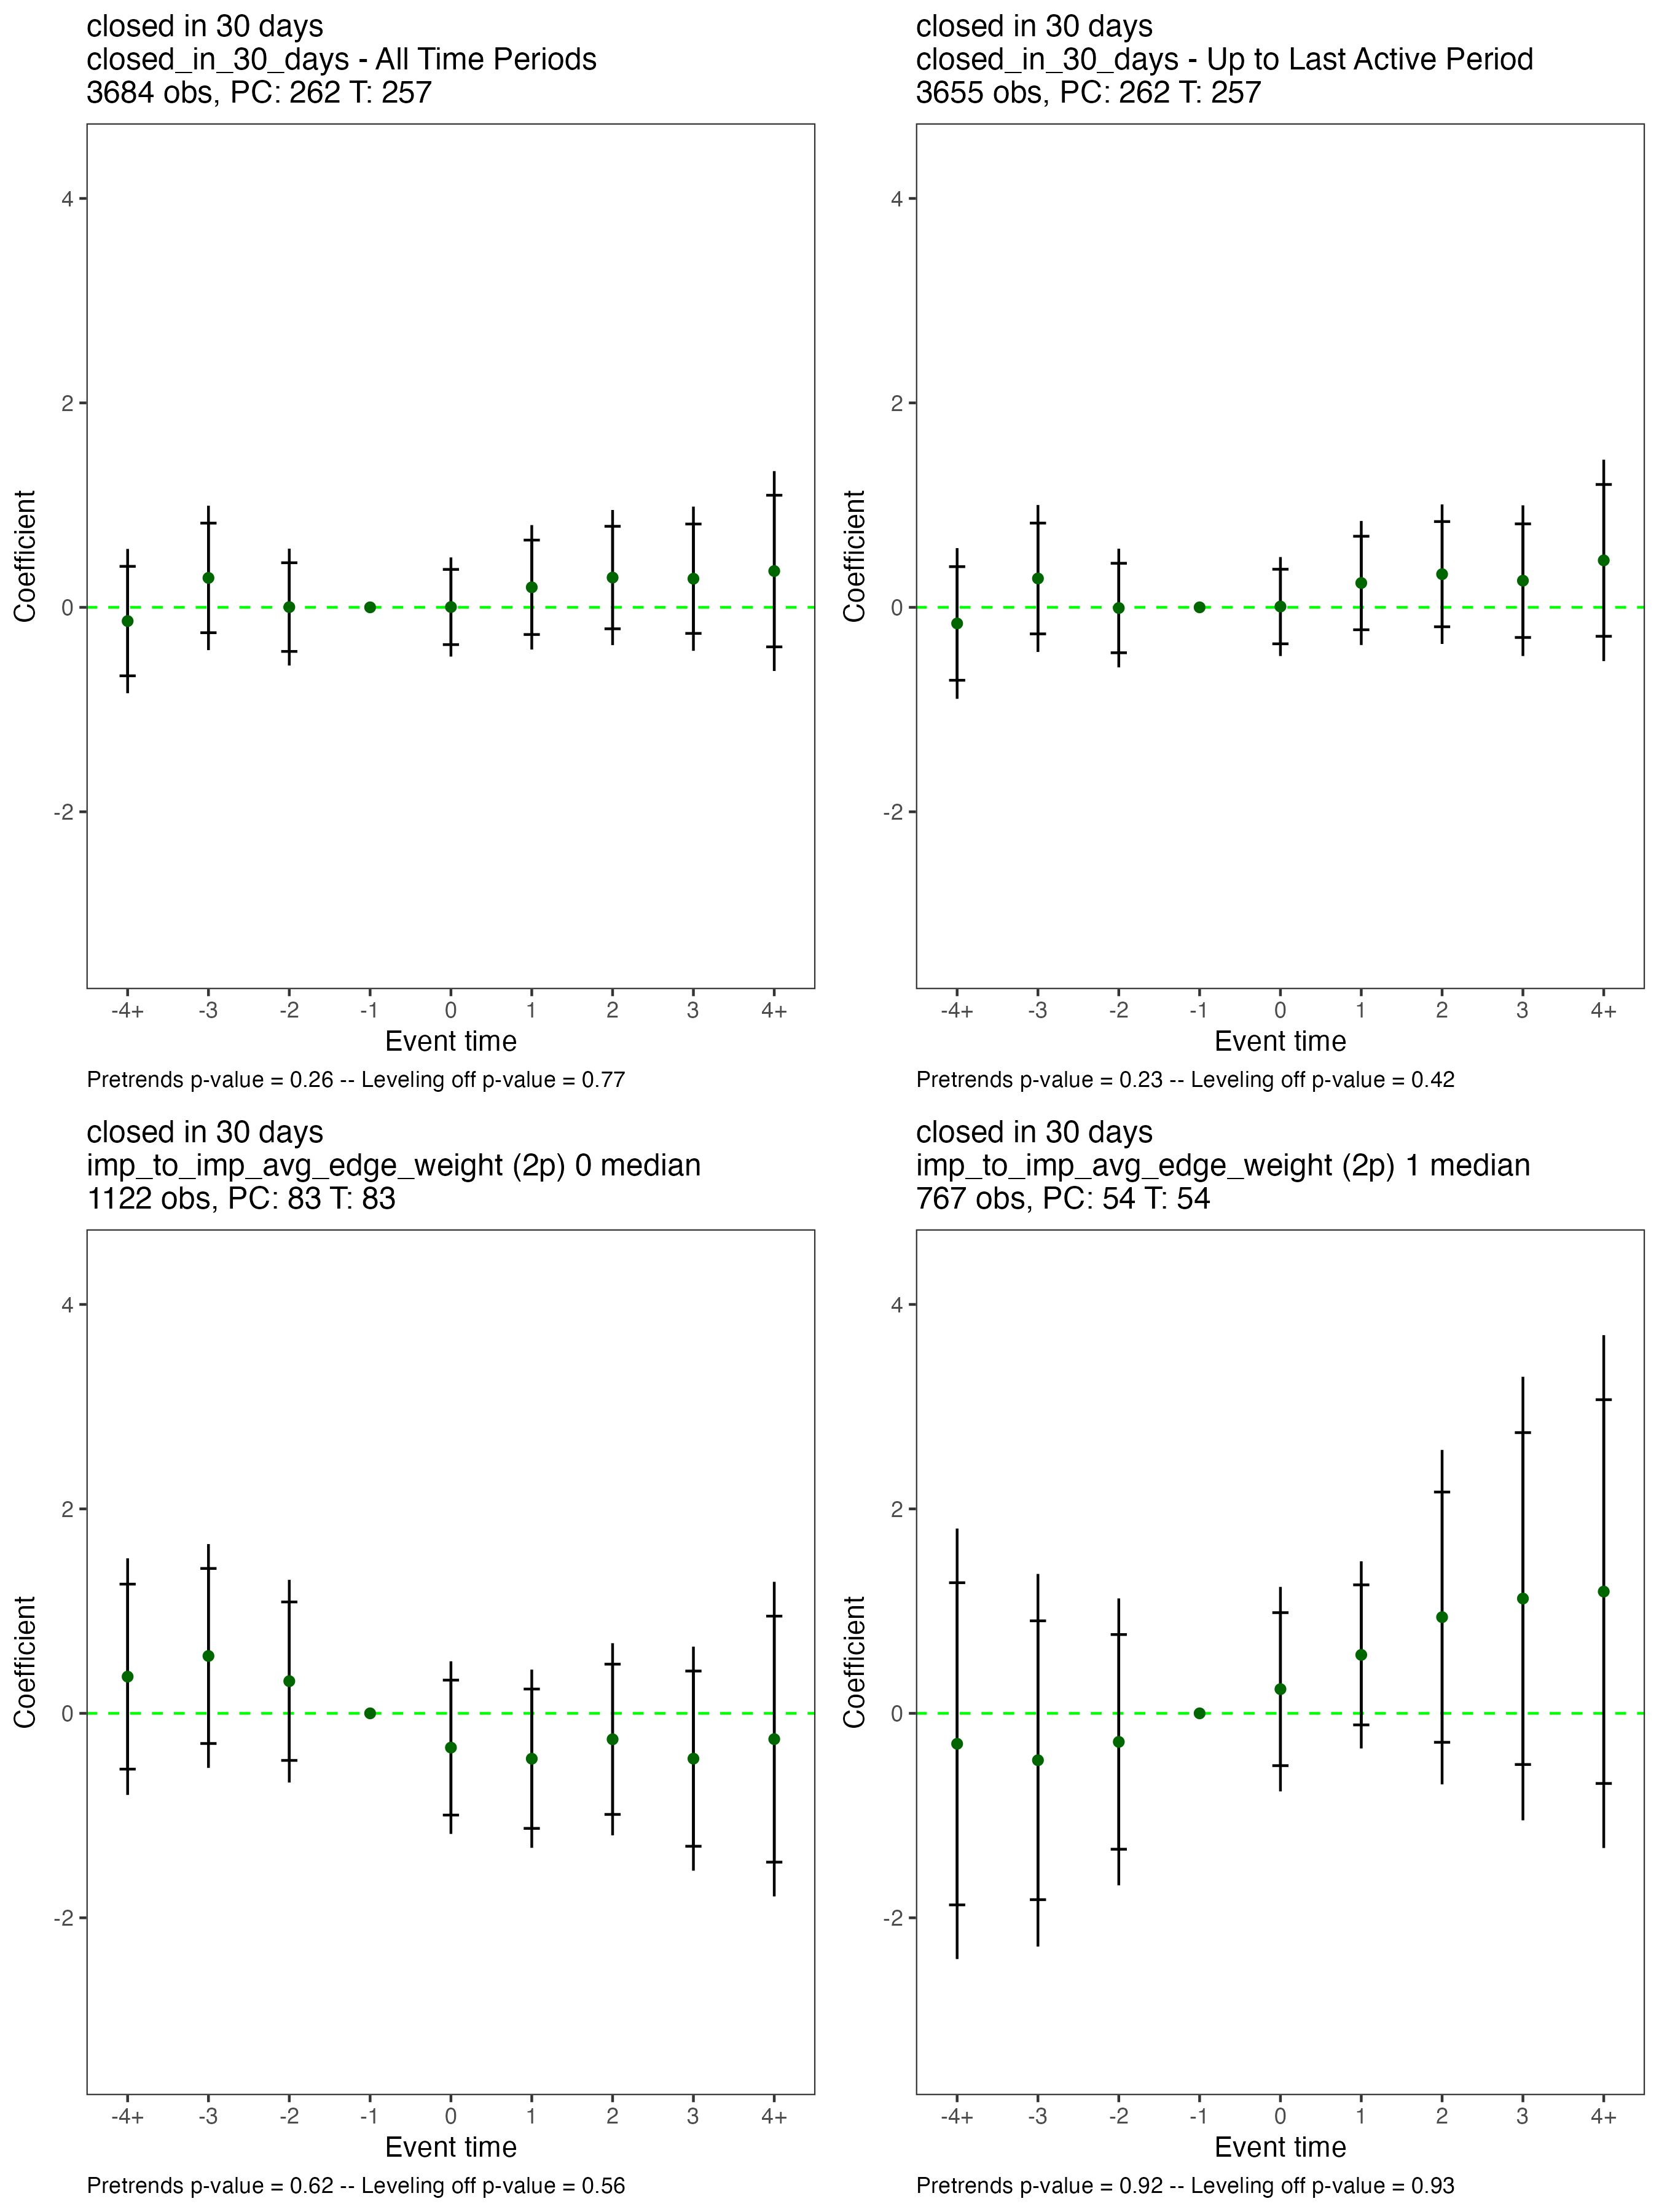 closed in 30 days
closed_in_30_days - All Time Periods
3684 obs, PC: 262 T: 257
4
2
0
-2
Coefficient
-4+ -3 -2 -1 0 1 2 3 4+
Event time
Pretrends p-value = 0.26 -- Leveling off p-value = 0.77
closed in 30 days
closed_in_30_days - Up to Last Active Period
3655 obs, PC: 262 T: 257
4
2
0
-2
Coefficient
-4+ -3 -2 -1 0 1 2 3 4+
Event time
Pretrends p-value = 0.23 -- Leveling off p-value = 0.42
closed in 30 days
imp_to_imp_avg_edge_weight (2p) 0 median
1122 obs, PC: 83 T: 83
4
2
0
-2
Coefficient
-4+ -3 -2 -1 0 1 2 3 4+
Event time
Pretrends p-value = 0.62 -- Leveling off p-value = 0.56
closed in 30 days
imp_to_imp_avg_edge_weight (2p) 1 median
767 obs, PC: 54 T: 54
4
2
0
-2
Coefficient
-4+ -3 -2 -1 0 1 2 3 4+
Event time
Pretrends p-value = 0.92 -- Leveling off p-value = 0.93